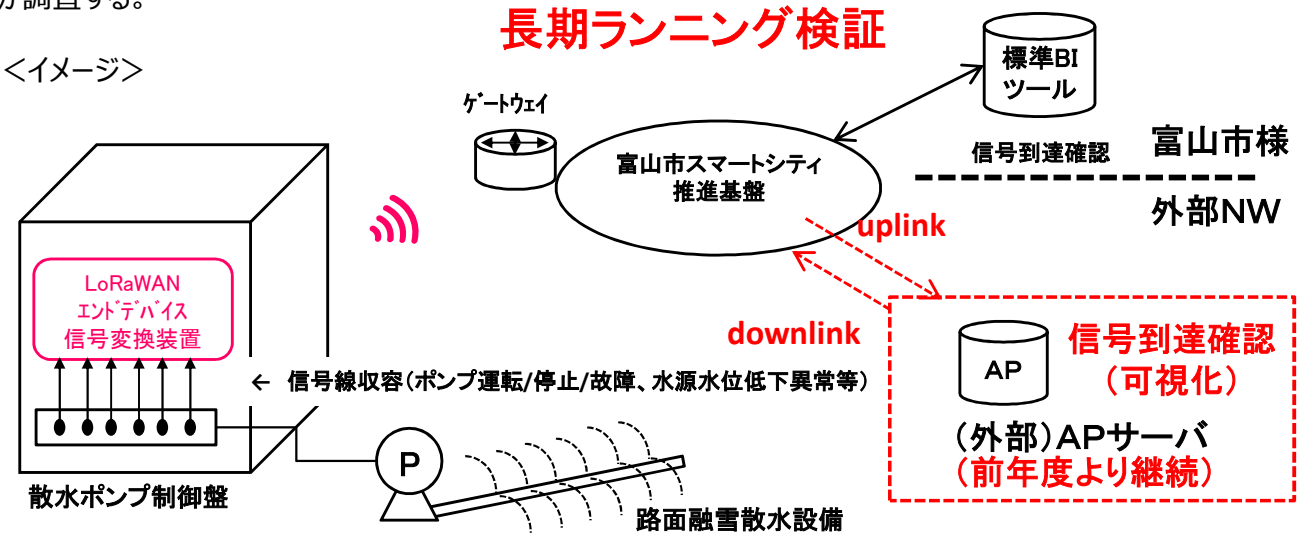 が調査する。
長期ランニング検証
<イメージ>
標準BI
ツール
ゲートウェイ
信号到達確認
富山市様
富山市スマートシティ
推進基盤
外部NW
uplink
LoRaWAN
エンドデバイス
信号変換装置
downlink
信号到達確認
(可視化)
AP
← 信号線収容(ポンプ運転/停止/故障、水源水位低下異常等)
(外部)APサーバ
(前年度より継続)
P
散水ポンプ制御盤
路面融雪散水設備